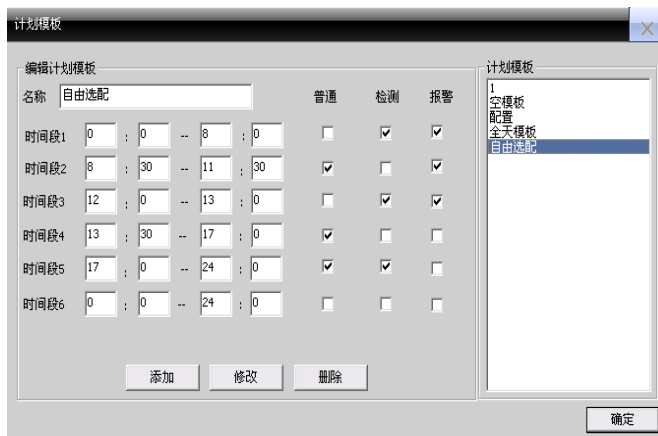 计划模板
编辑计划模板
名称 自由选配 普通 检测 报警
时间段1 0 : 0 -- 8 : 0
时间段2 8 : 30 -- 11 : 30
时间段3 12 : 0 -- 13 : 0
时间段4 13 : 30 -- 17 : 0
时间段5 17 : 0 -- 24 : 0
时间段6 0 : 0 -- 24 : 0
添加 修改 删除
计划模板
1
空模板
配置
全天模板
自由选配
确定